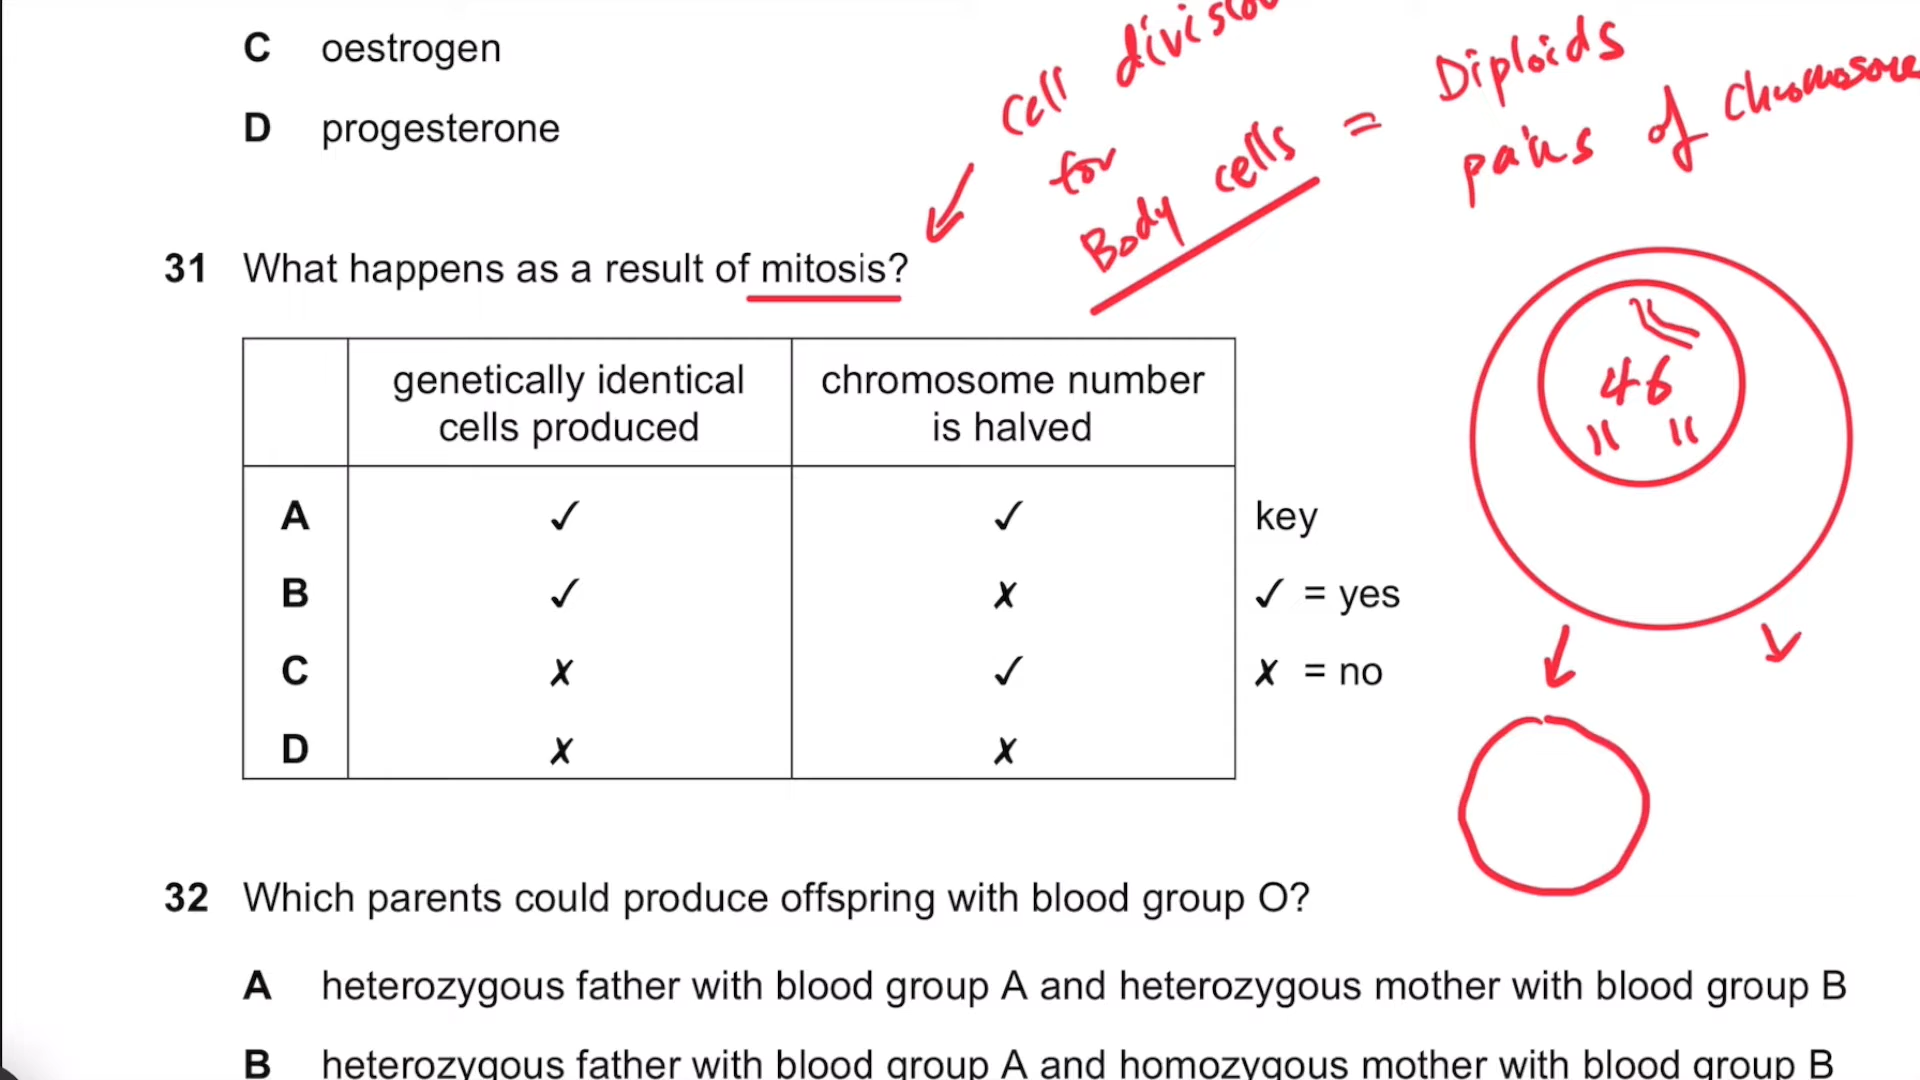 C oestrogen
D progesterone
Cell division
for
Body cells = Diploids
pairs of Chromosome
31 What happens as a result of mitosis?
genetically identical cells produced chromosome number is halved
A ✓ ✓
B ✓ ✗
C ✗ ✓
D ✗ ✗
key
✓ = yes
✗ = no
46
32 Which parents could produce offspring with blood group O?
A heterozygous father with blood group A and heterozygous mother with blood group B
B heterozygous father with blood group A and homozygous mother with blood group B